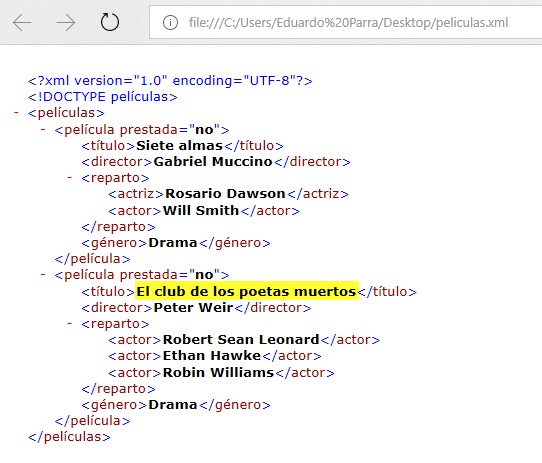 file:///C:/Users/Eduardo%20Parra/Desktop/peliculas.xml
<?xml version="1.0" encoding="UTF-8"?>
<!DOCTYPE películas>
- <películas>
- <película prestada="no">
<título>Siete almas</título>
<director>Gabriel Muccino</director>
- <reparto>
<actriz>Rosario Dawson</actriz>
<actor>Will Smith</actor>
</reparto>
<género>Drama</género>
</película>
- <película prestada="no">
<título>El club de los poetas muertos</título>
<director>Peter Weir</director>
- <reparto>
<actor>Robert Sean Leonard</actor>
<actor>Ethan Hawke</actor>
<actor>Robin Williams</actor>
</reparto>
<género>Drama</género>
</película>
</películas>